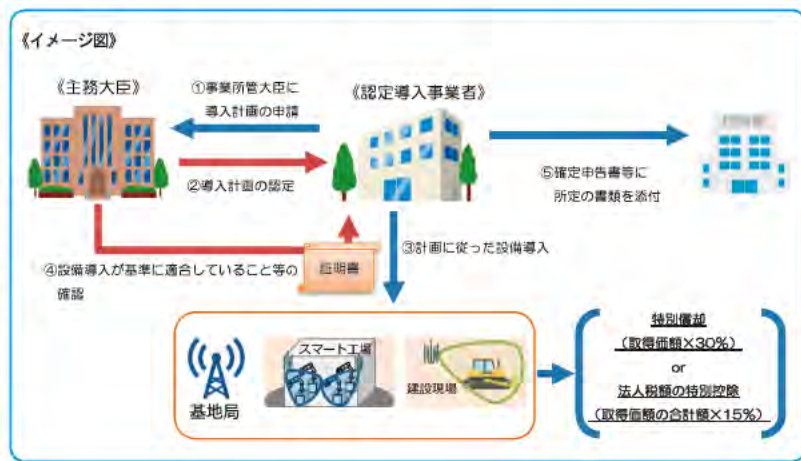 《イメージ図》
《主務大臣》
①事業所管大臣に
導入計画の申請
《認定導入事業者》
②導入計画の認定
⑤確定申告書等に
所定の書類を添付
③計画に従った設備導入
④設備導入が基準に適合していること等の
確認
証明書
基地局
スマート工場
建設現場
特別償却
(取得価額×30%)
or
法人税額の特別控除
(取得価額の合計額×15%)